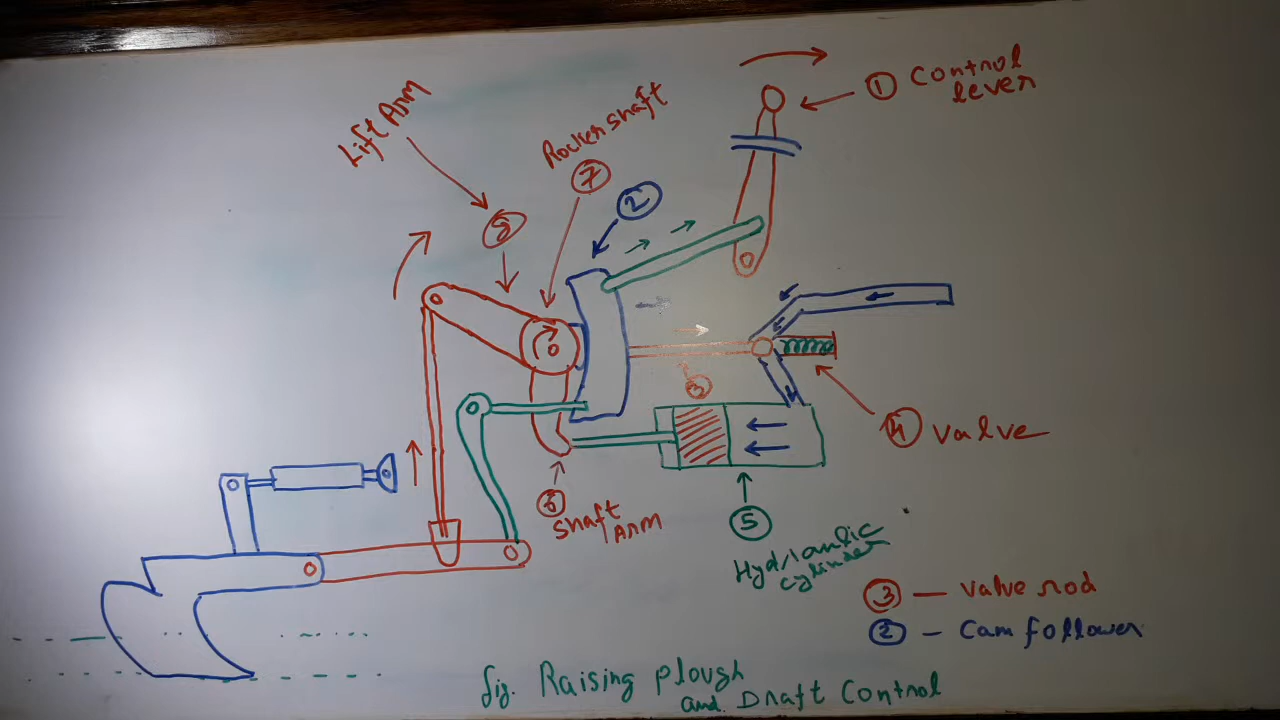 ① Control
lever
Lift Arm
Rocker shaft
⑦
②
⑧
③
④ valve
⑥
Shaft
Arm
⑤
Hydraulic
cylinder
③ — valve rod
② - Cam follower
fig. Raising plough
and Draft Control